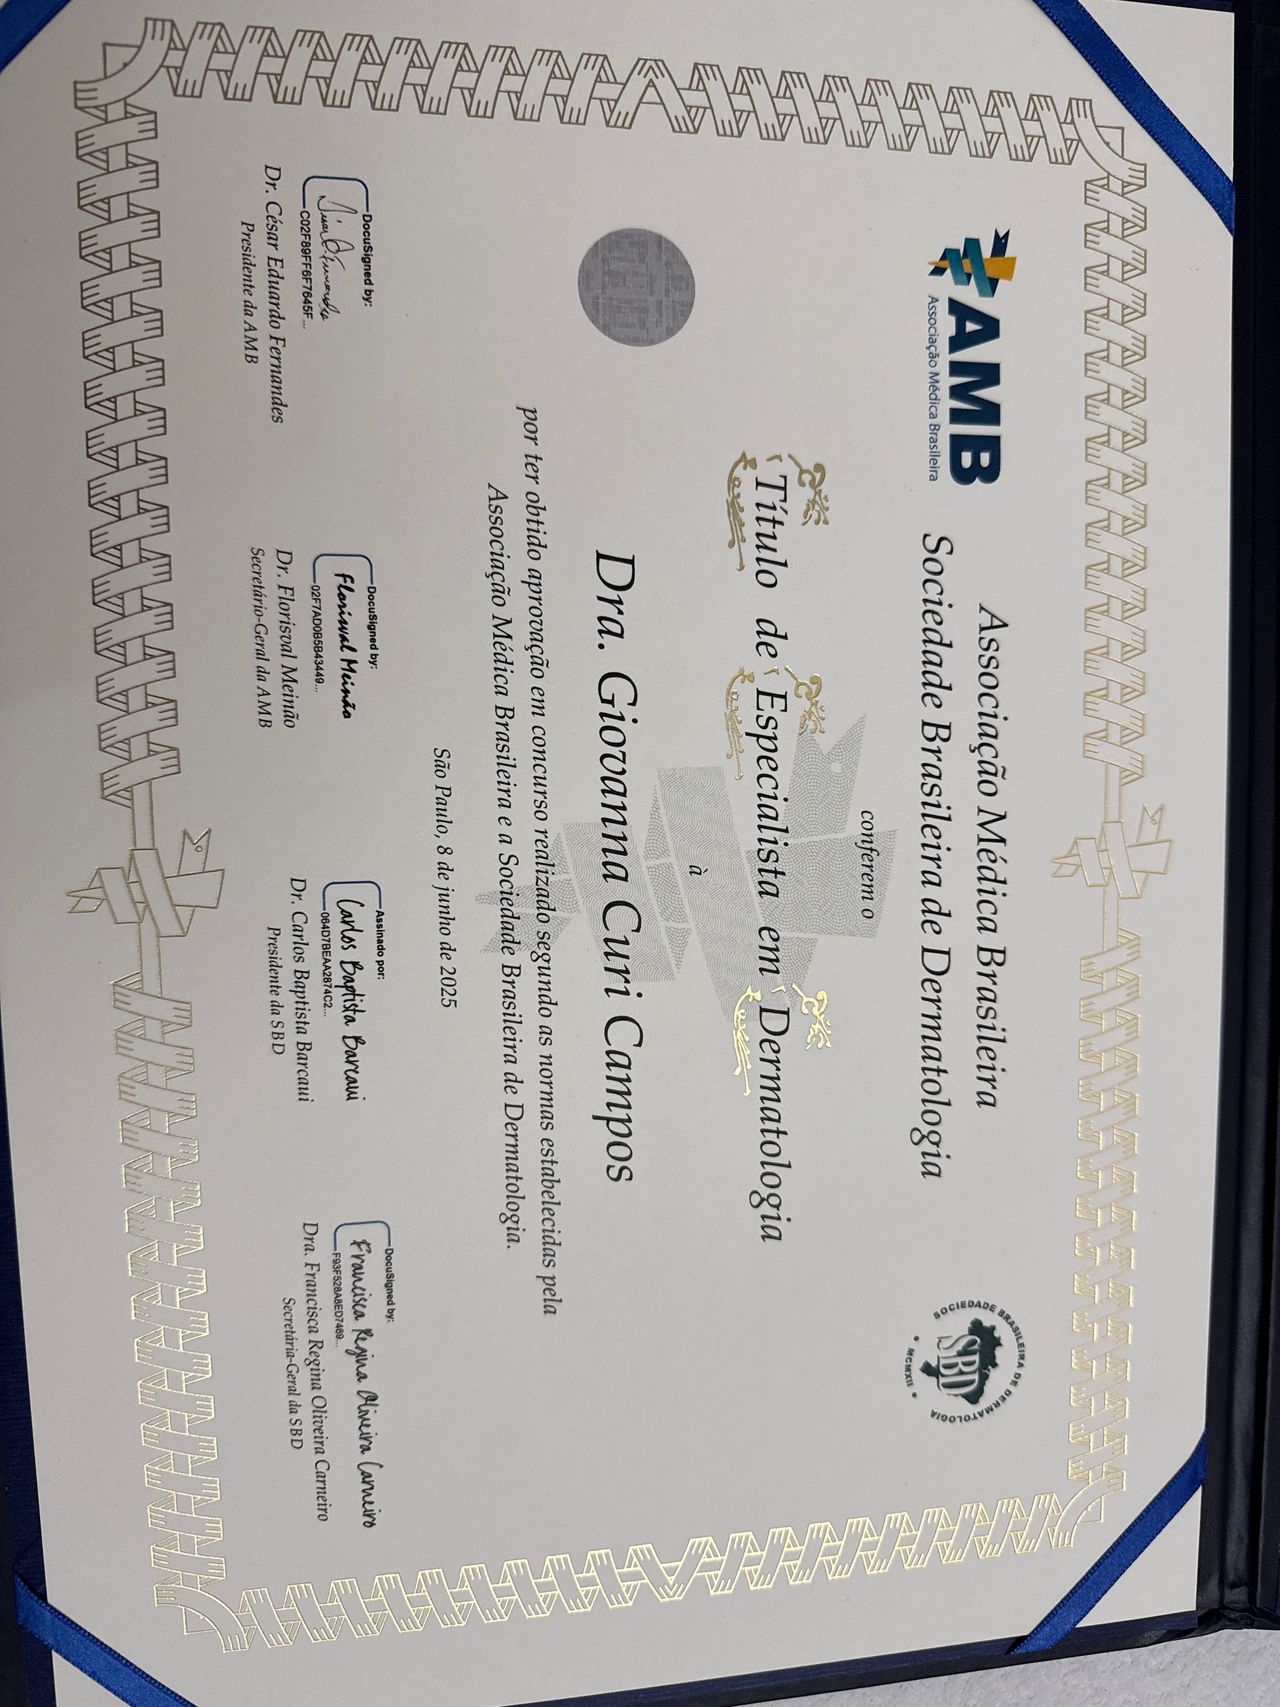 AMB
Associação Médica Brasileira
Associação Médica Brasileira
Sociedade Brasileira de Dermatologia
SOCIEDADE BRASILEIRA DE DERMATOLOGIA
SBD
MCMXII
conferem o
Título de Especialista em Dermatologia
à
Dra. Giovanna Curi Campos
por ter obtido aprovação em concurso realizado segundo as normas estabelecidas pela
Associação Médica Brasileira e a Sociedade Brasileira de Dermatologia.
São Paulo, 8 de junho de 2025
DocuSigned by:
C02F89FF6F7645F...
Dr. César Eduardo Fernandes
Presidente da AMB
DocuSigned by:
Florisval Meinão
02F7AD0B5B43449...
Dr. Florisval Meinão
Secretário-Geral da AMB
Assinado por:
Carlos Baptista Barcaui
064D7BEAA2874C2...
Dr. Carlos Baptista Barcaui
Presidente da SBD
DocuSigned by:
Francisca Regina Oliveira Carneiro
F93F528A8ED7469...
Dra. Francisca Regina Oliveira Carneiro
Secretária-Geral da SBD